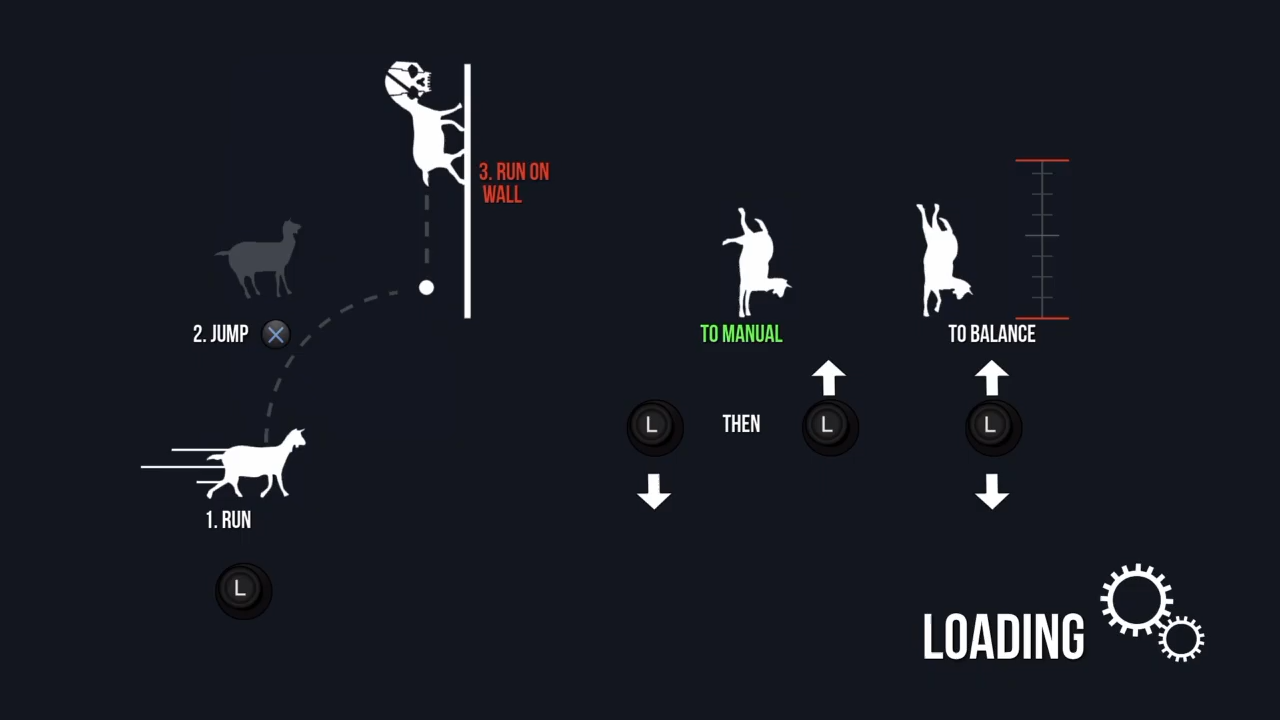 3. RUN ON
WALL
2. JUMP
1. RUN
L
TO MANUAL
L THEN L
TO BALANCE
L
LOADING